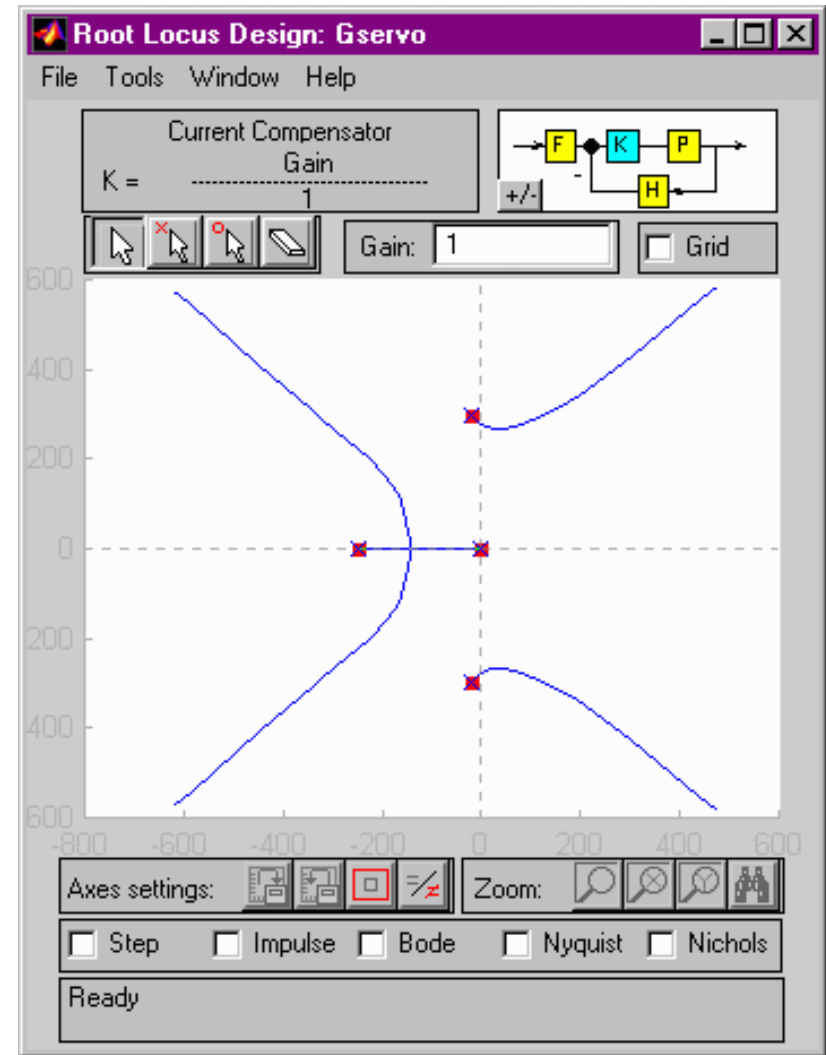 Root Locus Design: Gservo
File Tools Window Help
Current Compensator
K = Gain
--------------------------
1
F K P
-
+/- H
Gain: 1 Grid
600
400
200
0
200
400
600
-800 -600 -400 -200 0 200 400 600
Axes settings: Zoom:
Step Impulse Bode Nyquist Nichols
Ready